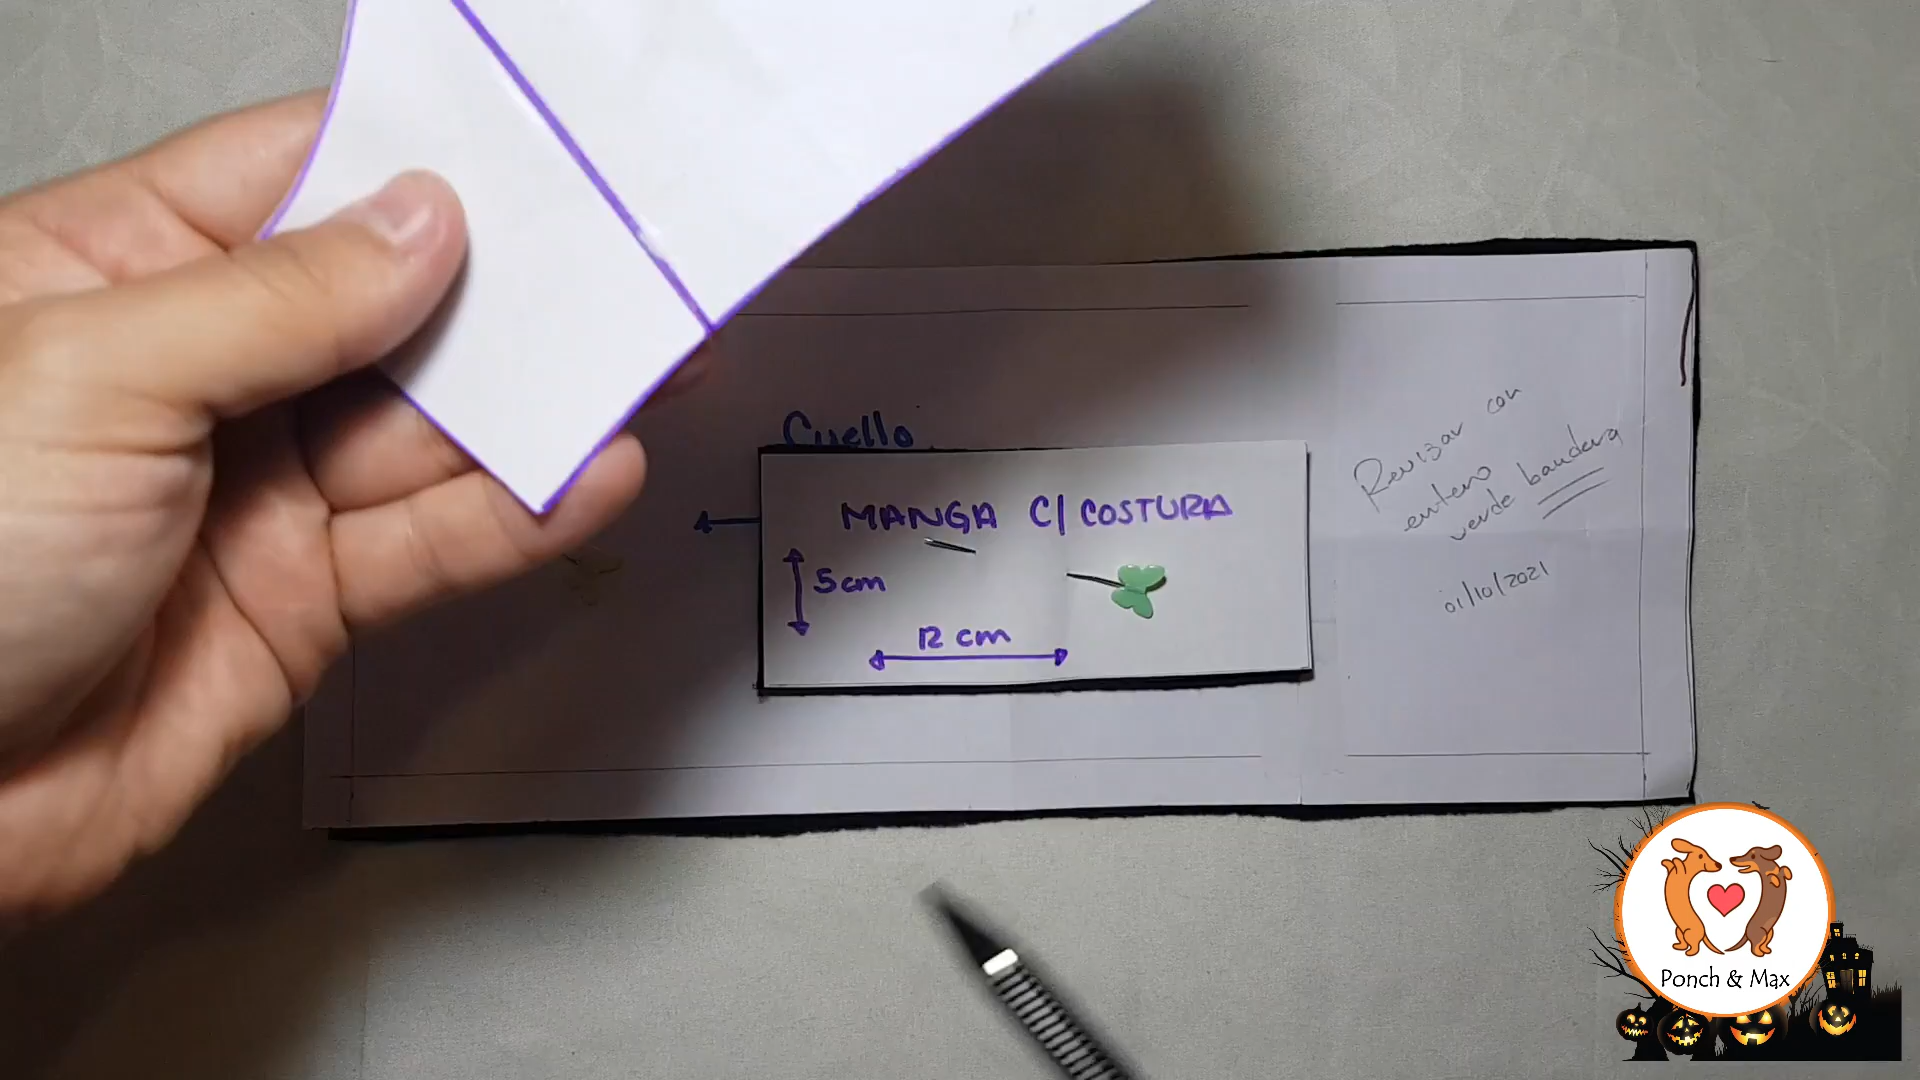 Cuello
MANGA C/ COSTURA
5cm
12 cm
Revisar con
entero
verde bandera
01/10/2021
Ponch & Max